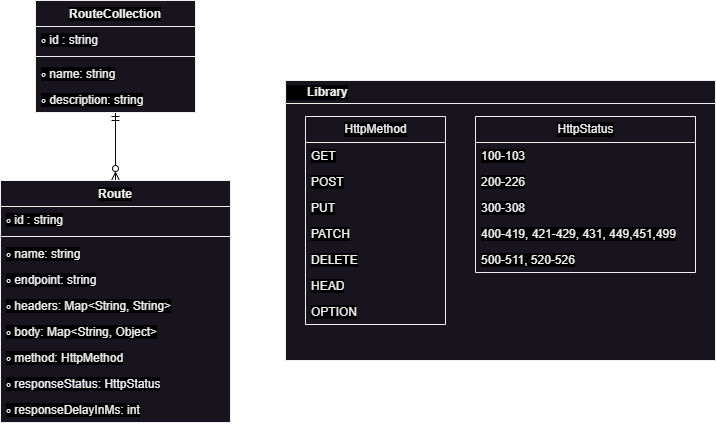 RouteCollection
id : string
name: string
description: string
Route
id : string
name: string
endpoint: string
headers: Map<String, String>
body: Map<String, Object>
method: HttpMethod
responseStatus: HttpStatus
responseDelayInMs: int
Library
HttpMethod
GET
POST
PUT
PATCH
DELETE
HEAD
OPTION
HttpStatus
100-103
200-226
300-308
400-419, 421-429, 431, 449,451,499
500-511, 520-526